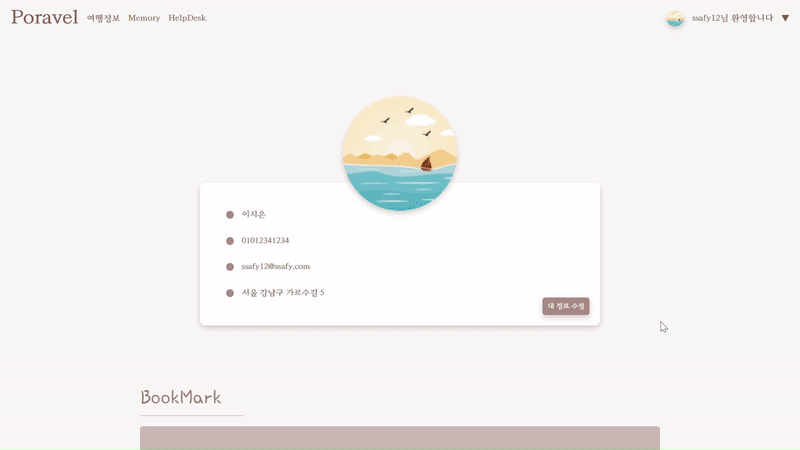 Poravel 여행정보 Memory HelpDesk ssafy12님 환영합니다 ▼
이지은
01012341234
ssafy12@ssafy.com
서울 강남구 가로수길 5
내 정보 수정
BookMark